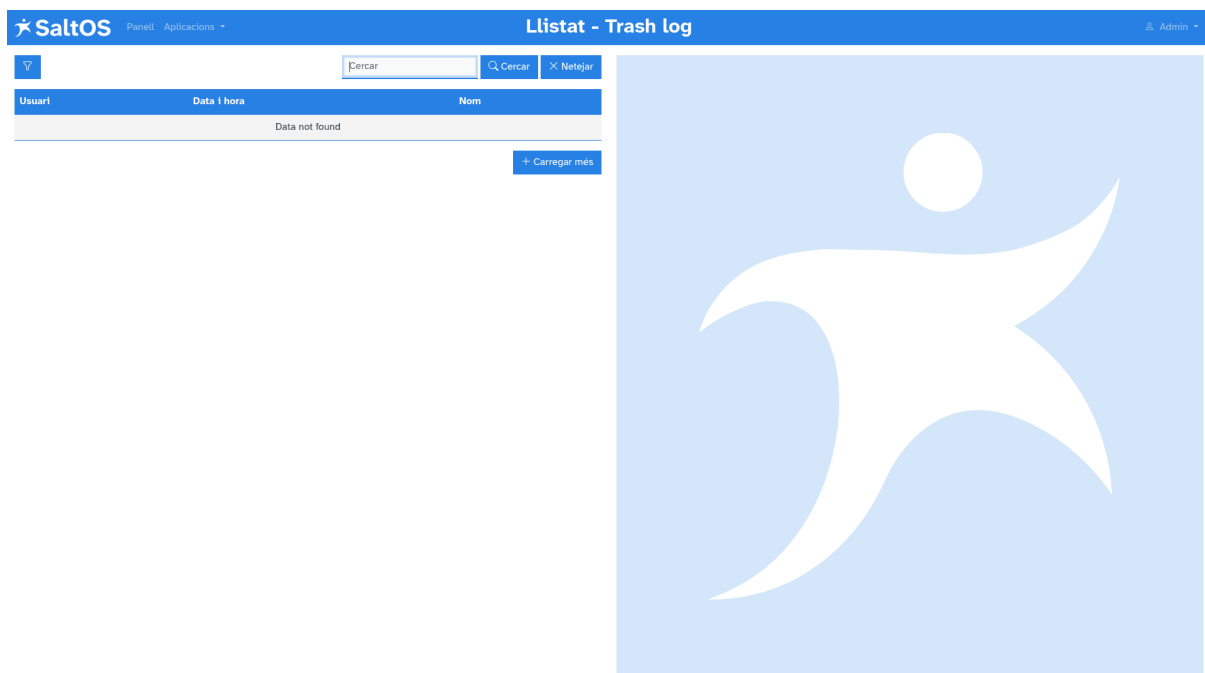 SaltOS Panell Aplicacions Llistat - Trash log Admin
Cercar Cercar Netejar
Usuari Data i hora Nom
Data not found
+ Carregar més